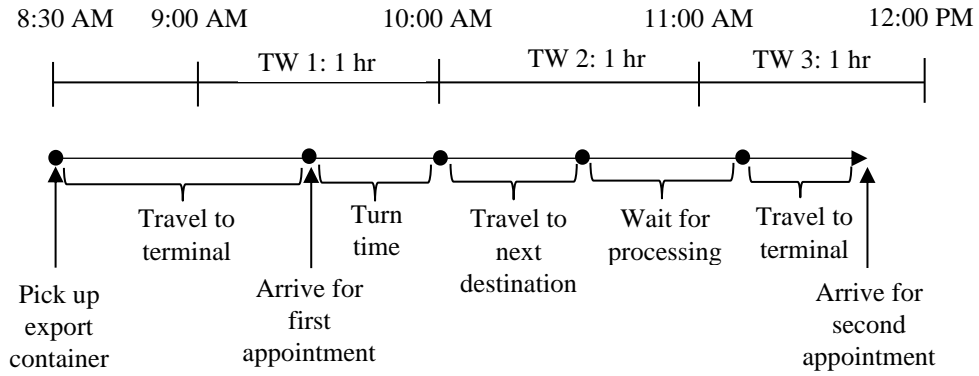 8:30 AM 9:00 AM 10:00 AM 11:00 AM 12:00 PM
TW 1: 1 hr TW 2: 1 hr TW 3: 1 hr
Travel to
terminal
Turn
time
Travel to
next
destination
Wait for
processing
Travel to
terminal
Pick up
export
container
Arrive for
first
appointment
Arrive for
second
appointment